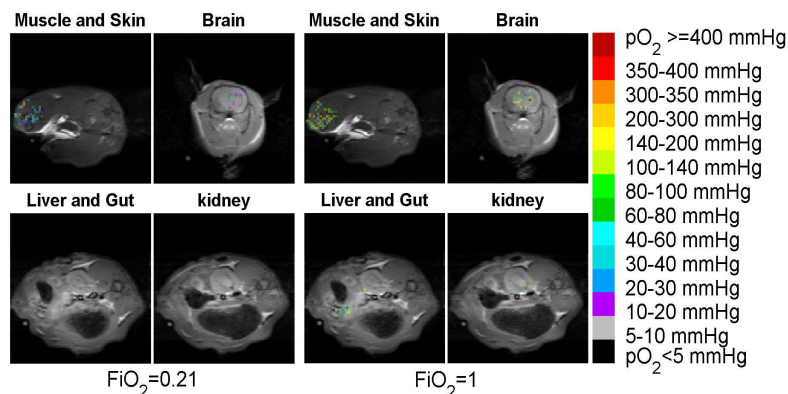 Muscle and Skin
Brain
Muscle and Skin
Brain
Liver and Gut
kidney
Liver and Gut
kidney
FiO2=0.21
FiO2=1
pO2 >=400 mmHg
350-400 mmHg
300-350 mmHg
200-300 mmHg
140-200 mmHg
100-140 mmHg
80-100 mmHg
60-80 mmHg
40-60 mmHg
30-40 mmHg
20-30 mmHg
10-20 mmHg
5-10 mmHg
pO2<5 mmHg